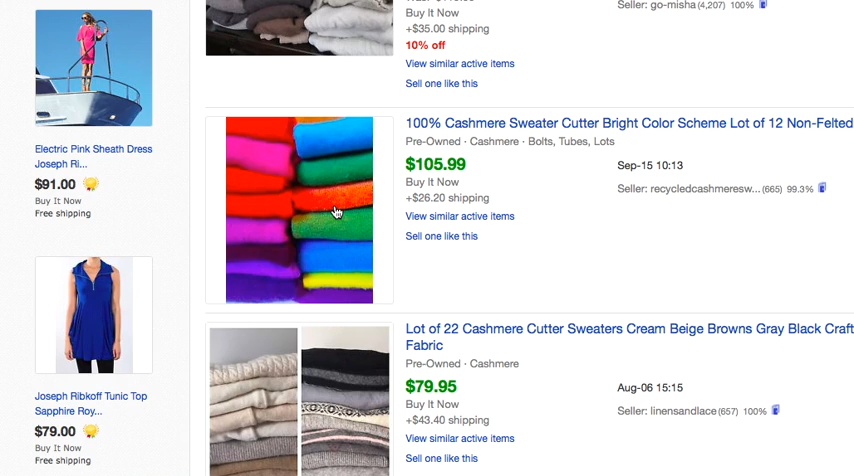 Electric Pink Sheath Dress
Joseph Ri...
$91.00
Buy It Now
Free shipping
Joseph Ribkoff Tunic Top
Sapphire Roy...
$79.00
Buy It Now
Free shipping
Buy It Now
+$35.00 shipping
10% off
View similar active items
Sell one like this
Seller: go-misha (4,207) 100%
100% Cashmere Sweater Cutter Bright Color Scheme Lot of 12 Non-Felted
Pre-Owned · Cashmere · Bolts, Tubes, Lots
$105.99
Buy It Now
+$26.20 shipping
View similar active items
Sell one like this
Sep-15 10:13
Seller: recycledcashmeresw... (665) 99.3%
Lot of 22 Cashmere Cutter Sweaters Cream Beige Browns Gray Black Craft
Fabric
Pre-Owned · Cashmere
$79.95
Buy It Now
+$43.40 shipping
View similar active items
Sell one like this
Aug-06 15:15
Seller: linensandlace (657) 100%